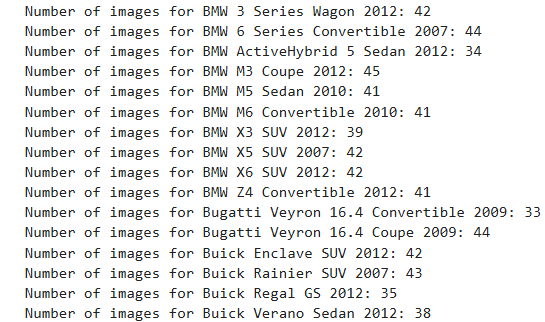 Number of images for BMW 3 Series Wagon 2012: 42
Number of images for BMW 6 Series Convertible 2007: 44
Number of images for BMW ActiveHybrid 5 Sedan 2012: 34
Number of images for BMW M3 Coupe 2012: 45
Number of images for BMW M5 Sedan 2010: 41
Number of images for BMW M6 Convertible 2010: 41
Number of images for BMW X3 SUV 2012: 39
Number of images for BMW X5 SUV 2007: 42
Number of images for BMW X6 SUV 2012: 42
Number of images for BMW Z4 Convertible 2012: 41
Number of images for Bugatti Veyron 16.4 Convertible 2009: 33
Number of images for Bugatti Veyron 16.4 Coupe 2009: 44
Number of images for Buick Enclave SUV 2012: 42
Number of images for Buick Rainier SUV 2007: 43
Number of images for Buick Regal GS 2012: 35
Number of images for Buick Verano Sedan 2012: 38